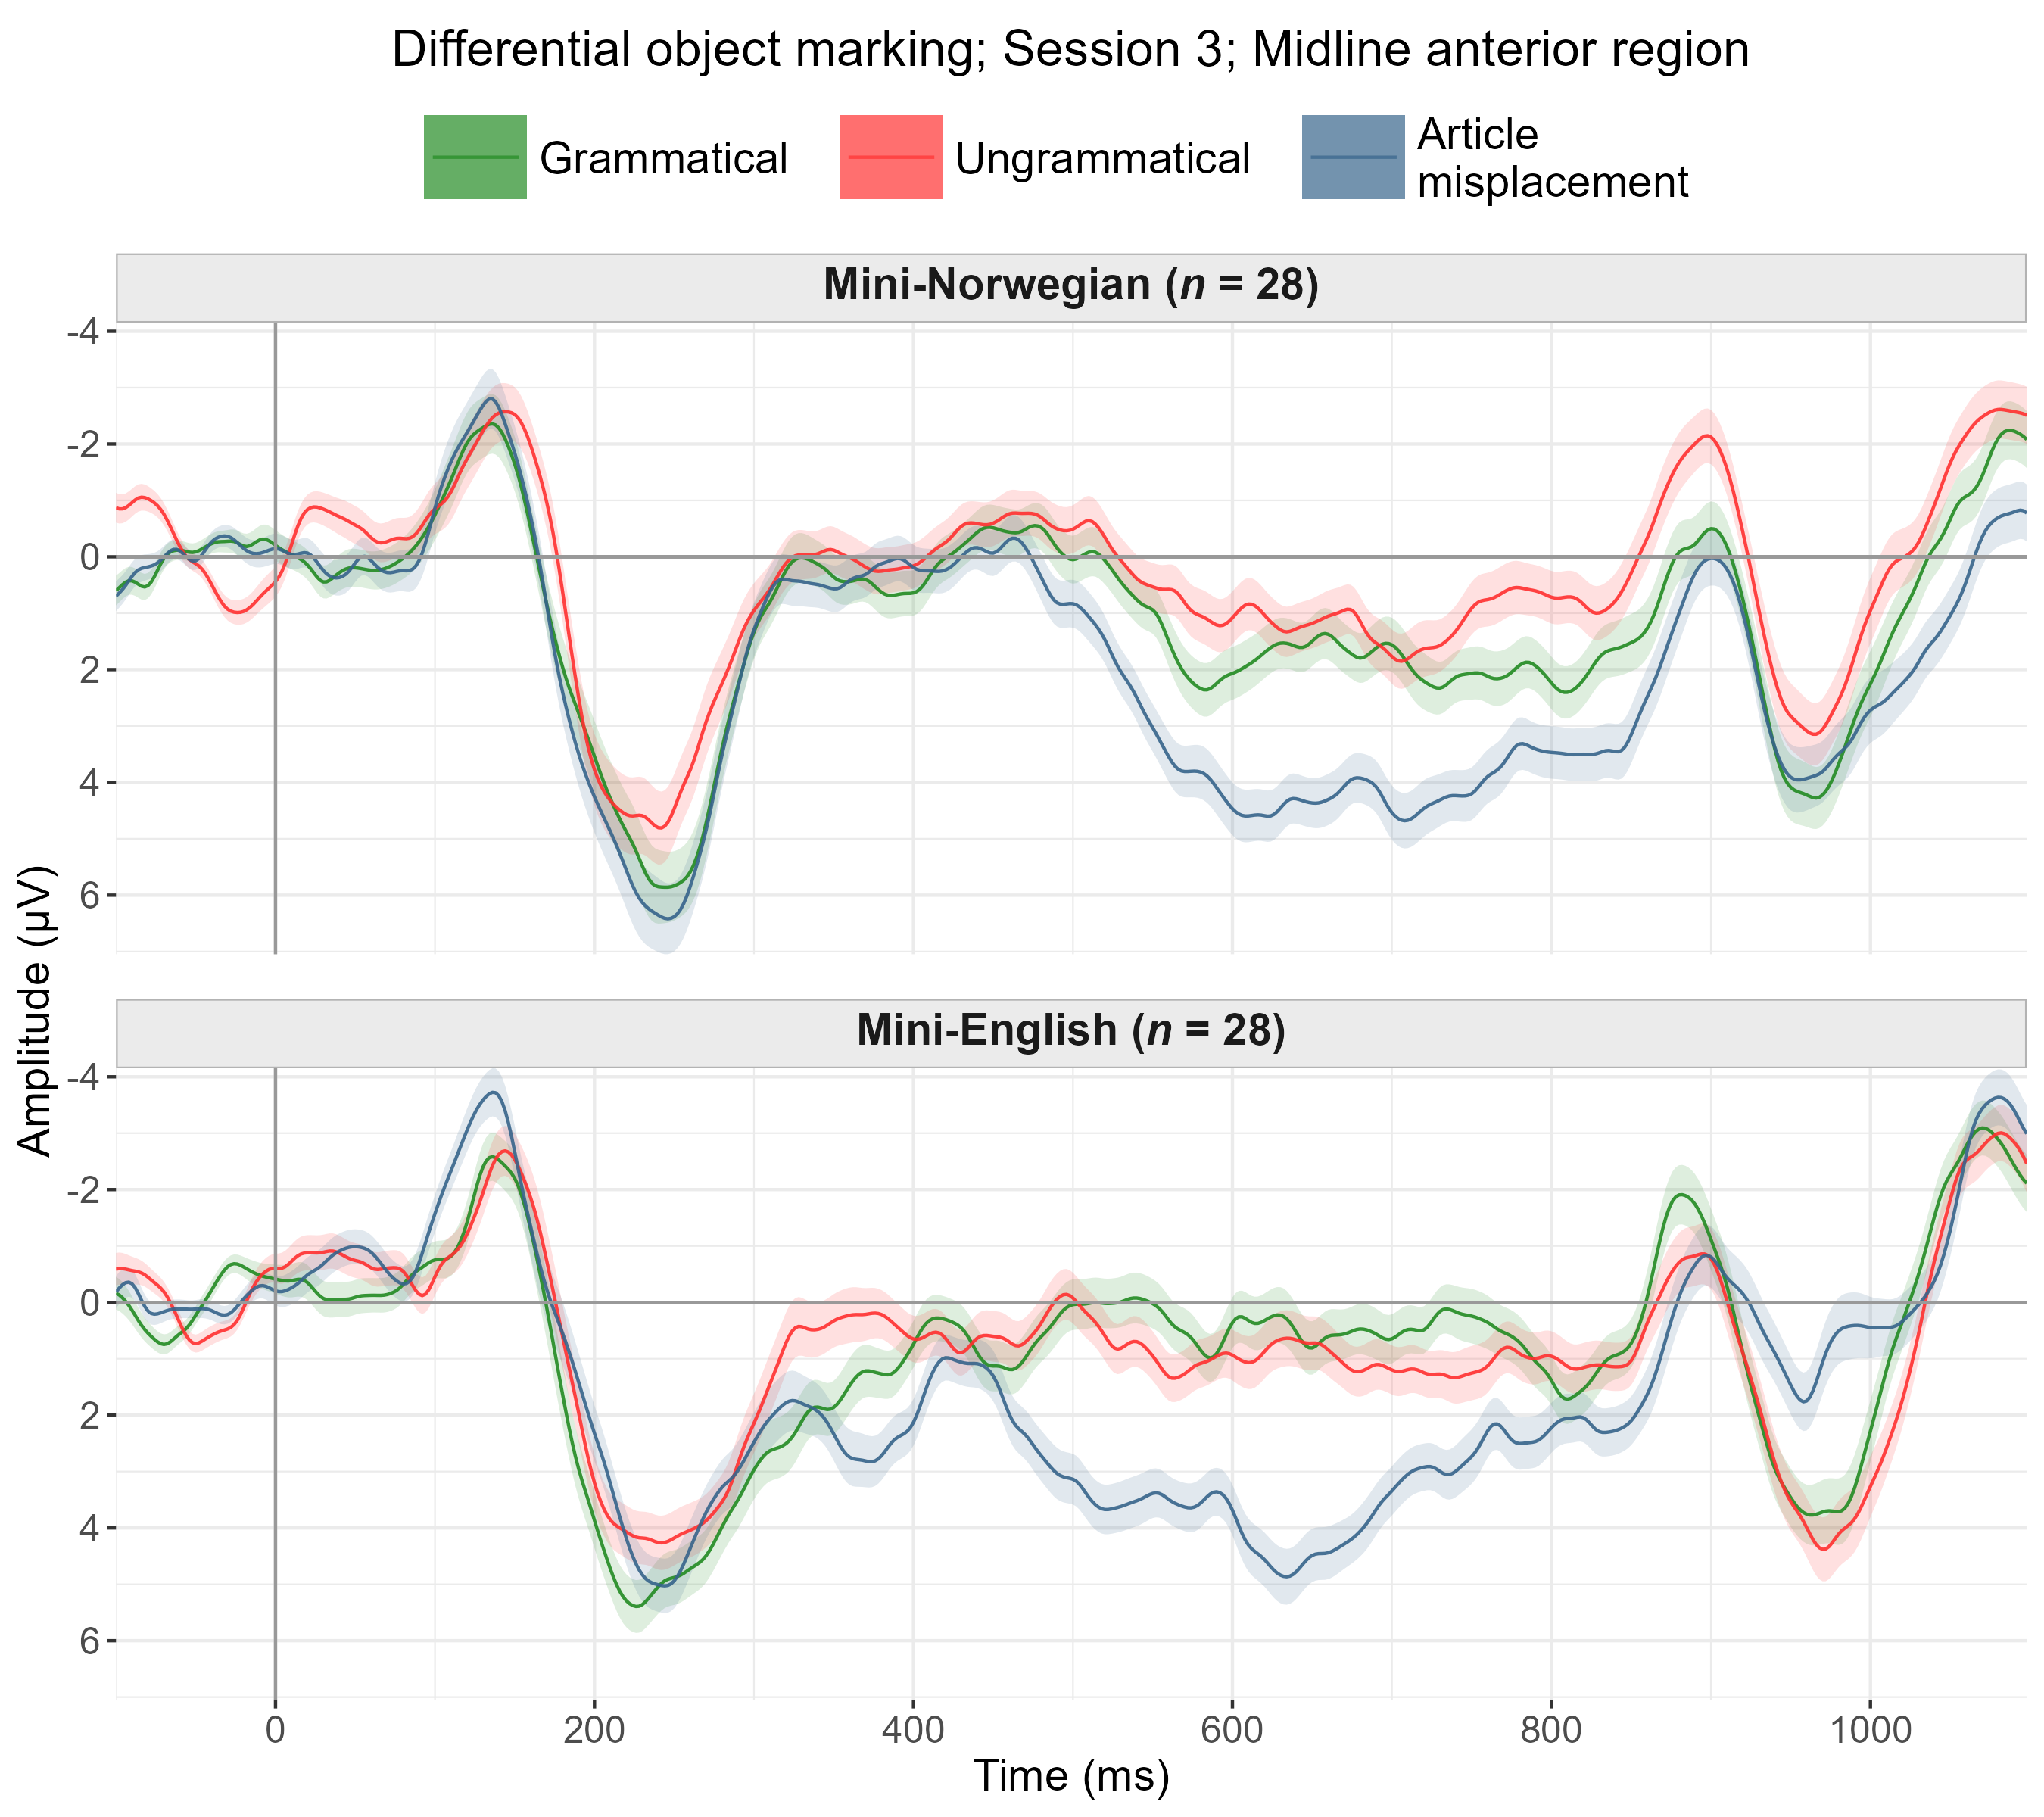 Differential object marking; Session 3; Midline anterior region
Grammatical
Ungrammatical
Article
misplacement
Mini-Norwegian (n = 28)
-4
-2
0
2
4
6
Amplitude (µV)
Mini-English (n = 28)
-4
-2
0
2
4
6
0 200 400 600 800 1000
Time (ms)